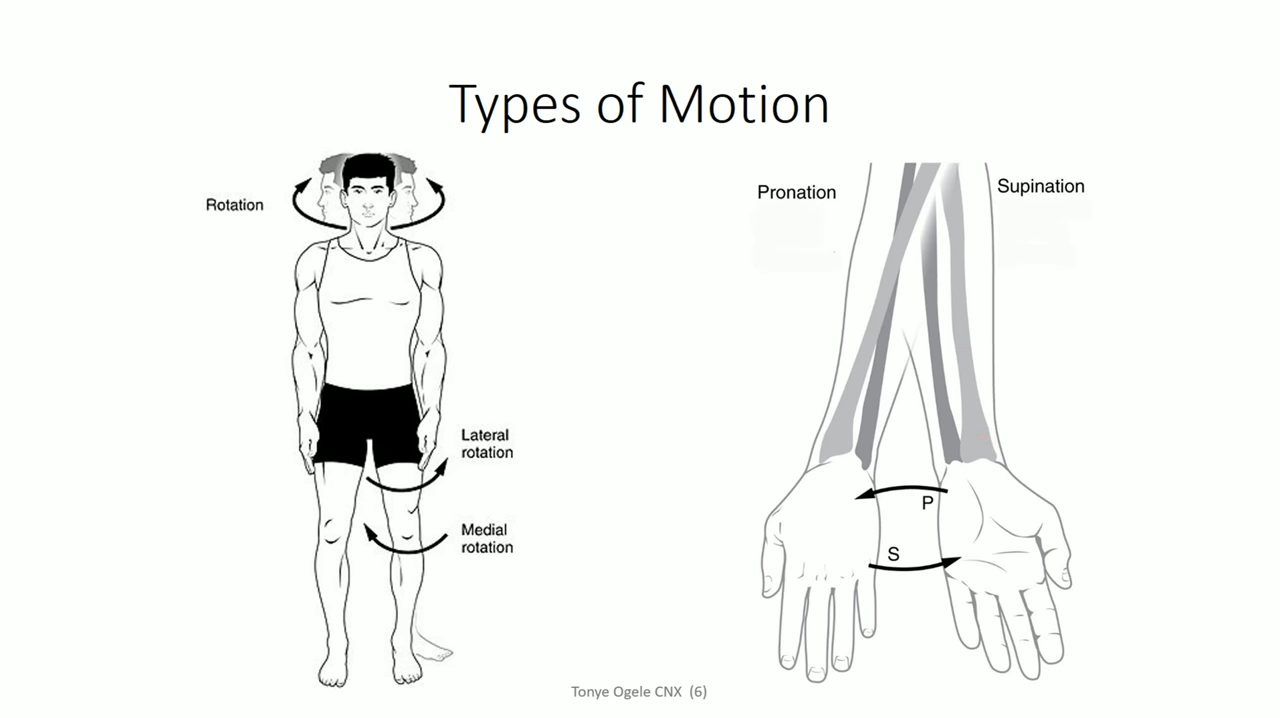 Types of Motion
Rotation
Lateral
rotation
Medial
rotation
Pronation
Supination
P
S
Tonye Ogele CNX (6)